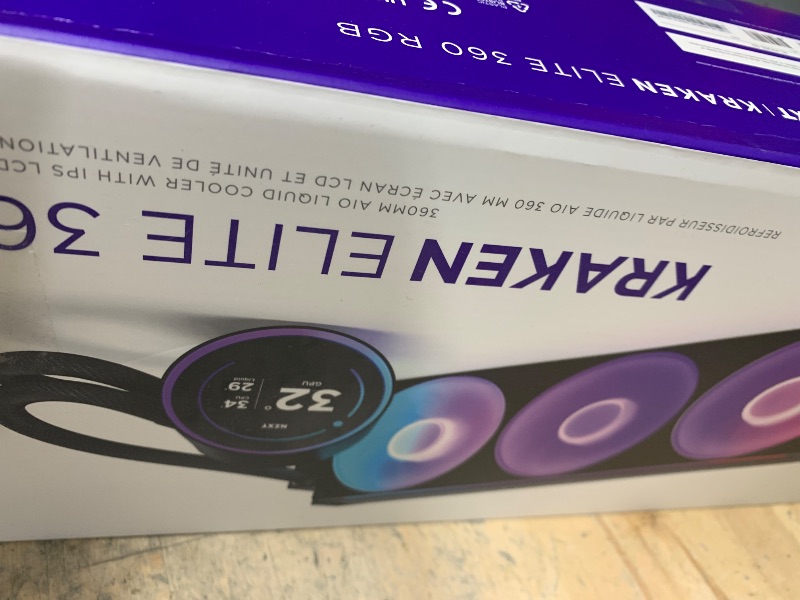 KRAKEN ELITE 36
360MM AIO LIQUID COOLER WITH IPS LCD
REFROIDISSEUR PAR LIQUIDE AIO 360 MM AVEC ÉCRAN LCD ET UNITÉ DE VENTILATION
KRAKEN ELITE 360 RGB
NZXT
32°
GPU
34°
CPU
29°
Liquid